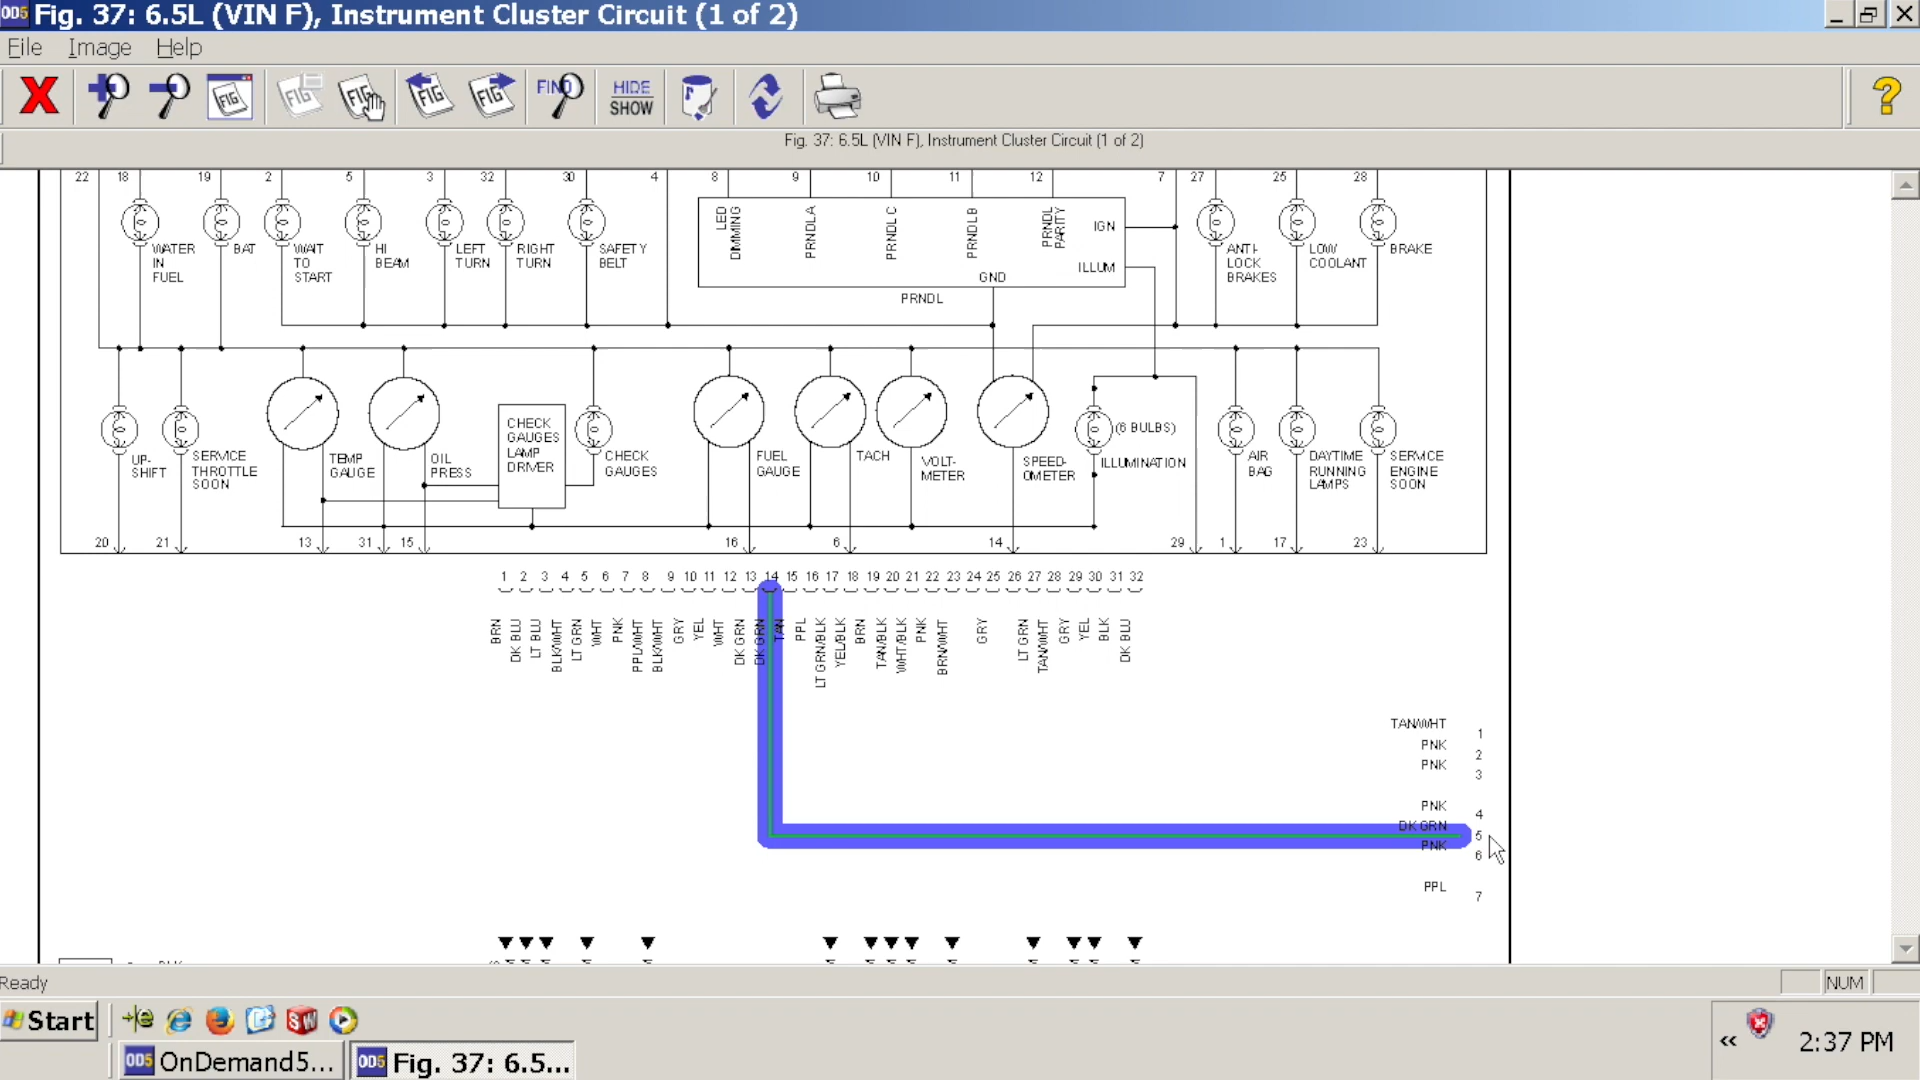 OD5 Fig. 37: 6.5L (VIN F), Instrument Cluster Circuit (1 of 2)
File Image Help
FIG FIG FIG FIG FIG FIND HIDE SHOW ?
Fig. 37: 6.5L (VIN F), Instrument Cluster Circuit (1 of 2)
22 18 19 2 5 3 32 30 4 8 9 10 11 12 7 27 25 28
WATER IN FUEL
BAT
WAIT TO START
HI BEAM
LEFT TURN
RIGHT TURN
SAFETY BELT
LED DIMMING
PRNDL A
PRNDL C
PRNDL B
PRNDL PARITY
IGN
ILLUM
GND
PRNDL
ANTI-LOCK BRAKES
LOW COOLANT
BRAKE
UP-SHIFT
SERVICE THROTTLE SOON
TEMP GAUGE
OIL PRESS
CHECK GAUGES LAMP DRIVER
CHECK GAUGES
FUEL GAUGE
TACH
VOLT-METER
SPEED-OMETER
(6 BULBS)
ILLUMINATION
AIR BAG
DAYTIME RUNNING LAMPS
SERVICE ENGINE SOON
20 21 13 31 15 16 6 14 29 1 17 23
1 2 3 4 5 6 7 8 9 10 11 12 13 14 15 16 17 18 19 20 21 22 23 24 25 26 27 28 29 30 31 32
BRN
DK BLU
LT BLU
BLK/WHT
LT GRN
WHT
PNK
PPL/WHT
BLK/WHT
GRY
YEL
WHT
DK GRN
DK GRN
TAN
PPL
LT GRN/BLK
YEL/BLK
BRN
TAN/BLK
WHT/BLK
PNK
BRN/WHT
GRY
LT GRN
TAN/WHT
GRY
YEL
BLK
DK BLU
TAN/WHT 1
PNK 2
PNK 3
PNK 4
DK GRN 5
PNK 6
PPL 7
Ready
NUM
Start
SW
2:37 PM
OD5 OnDemand5...
OD5 Fig. 37: 6.5...